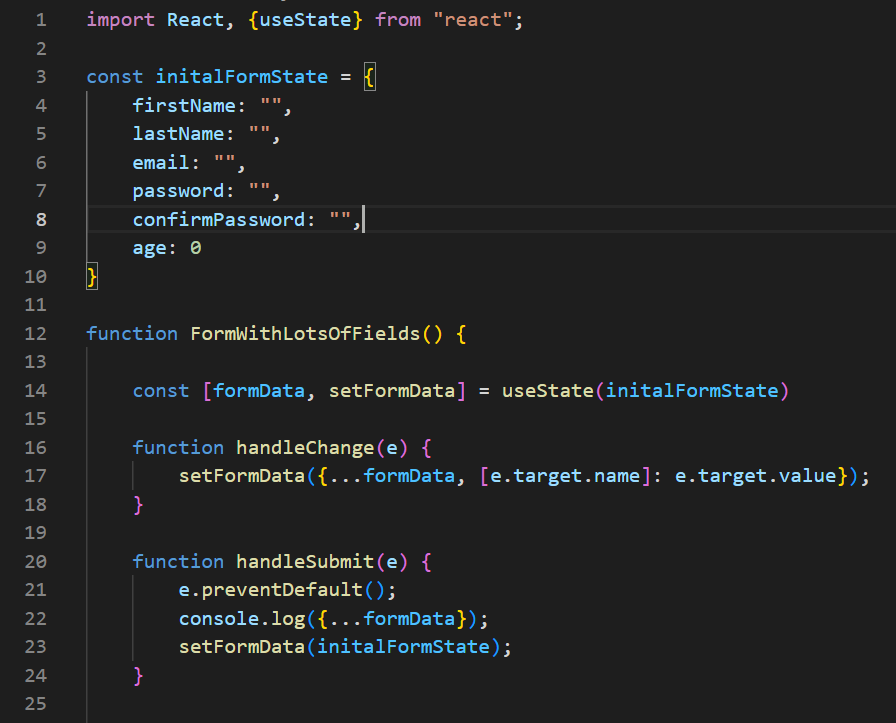 1 import React, {useState} from "react";
2
3 const initalFormState = {
4 firstName: "",
5 lastName: "",
6 email: "",
7 password: "",
8 confirmPassword: "",
9 age: 0
10 }
11
12 function FormWithLotsOfFields() {
13
14 const [formData, setFormData] = useState(initalFormState)
15
16 function handleChange(e) {
17 setFormData({...formData, [e.target.name]: e.target.value});
18 }
19
20 function handleSubmit(e) {
21 e.preventDefault();
22 console.log({...formData});
23 setFormData(initalFormState);
24 }
25